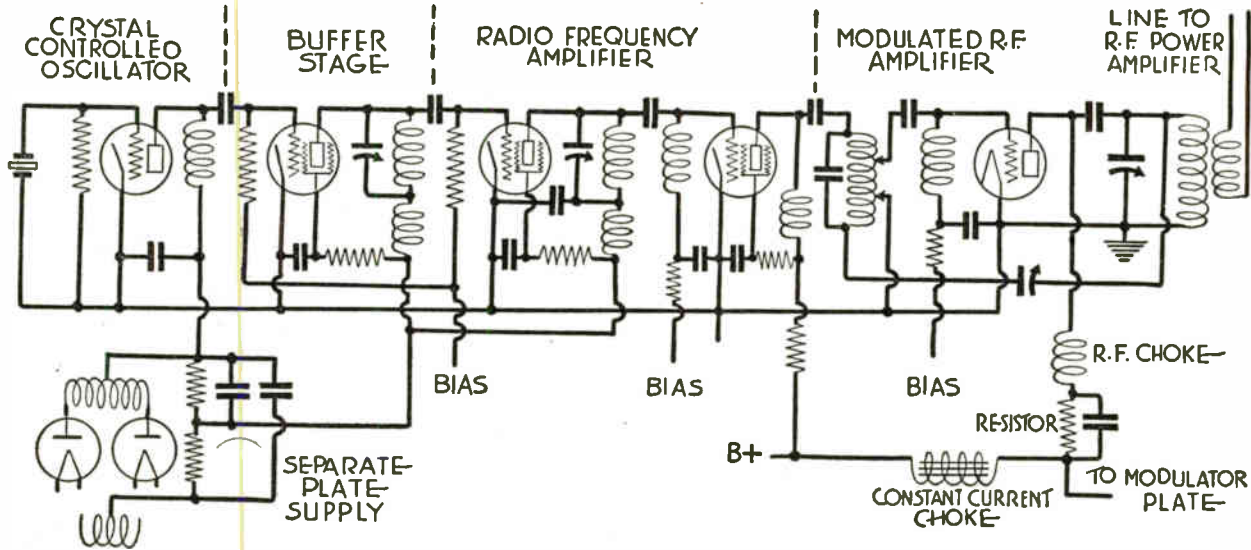 CRYSTAL
CONTROLLED
OSCILLATOR
BUFFER
STAGE
RADIO FREQUENCY
AMPLIFIER
MODULATED R.F.
AMPLIFIER
LINE TO
R.F. POWER
AMPLIFIER
BIAS
BIAS
BIAS
R.F. CHOKE
RESISTOR
B+
SEPARATE
PLATE
SUPPLY
CONSTANT CURRENT
CHOKE
TO MODULATOR
PLATE